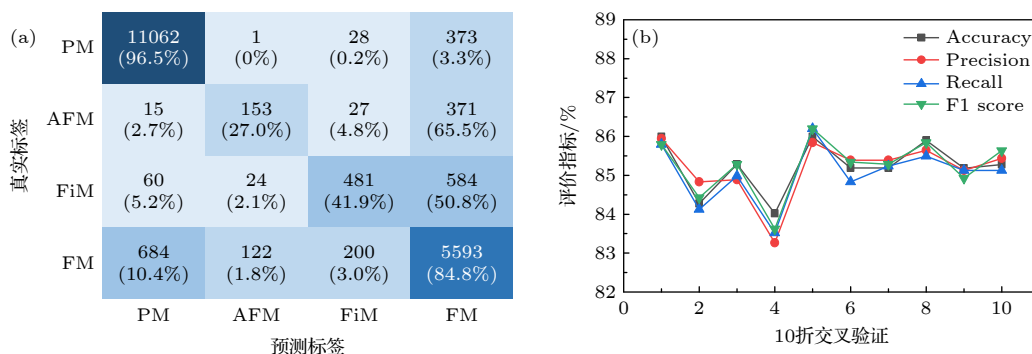 (a)
真实标签
PM
11062
(96.5%)
1
(0%)
28
(0.2%)
373
(3.3%)
AFM
15
(2.7%)
153
(27.0%)
27
(4.8%)
371
(65.5%)
FiM
60
(5.2%)
24
(2.1%)
481
(41.9%)
584
(50.8%)
FM
684
(10.4%)
122
(1.8%)
200
(3.0%)
5593
(84.8%)
PM AFM FiM FM
预测标签
(b)
评价指标/%
89
88
87
86
85
84
83
82
Accuracy
Precision
Recall
F1 score
0 2 4 6 8 10
10折交叉验证